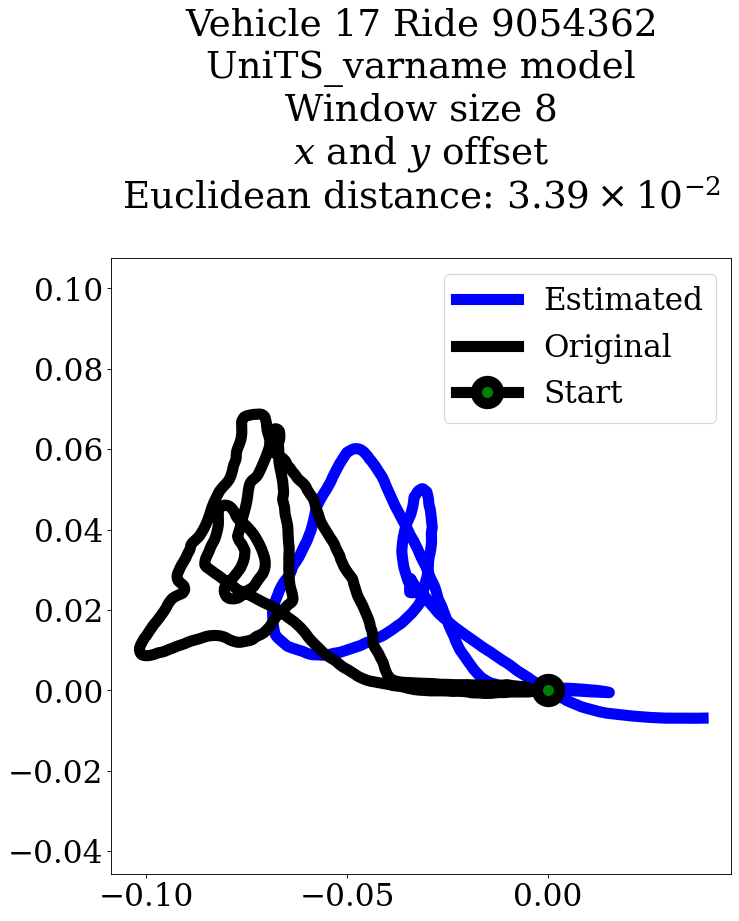 Vehicle 17 Ride 9054362
UniTS_varname model
Window size 8
x and y offset
Euclidean distance: 3.39 × 10⁻²
Estimated
Original
Start
0.10
0.08
0.06
0.04
0.02
0.00
−0.02
−0.04
−0.10 −0.05 0.00